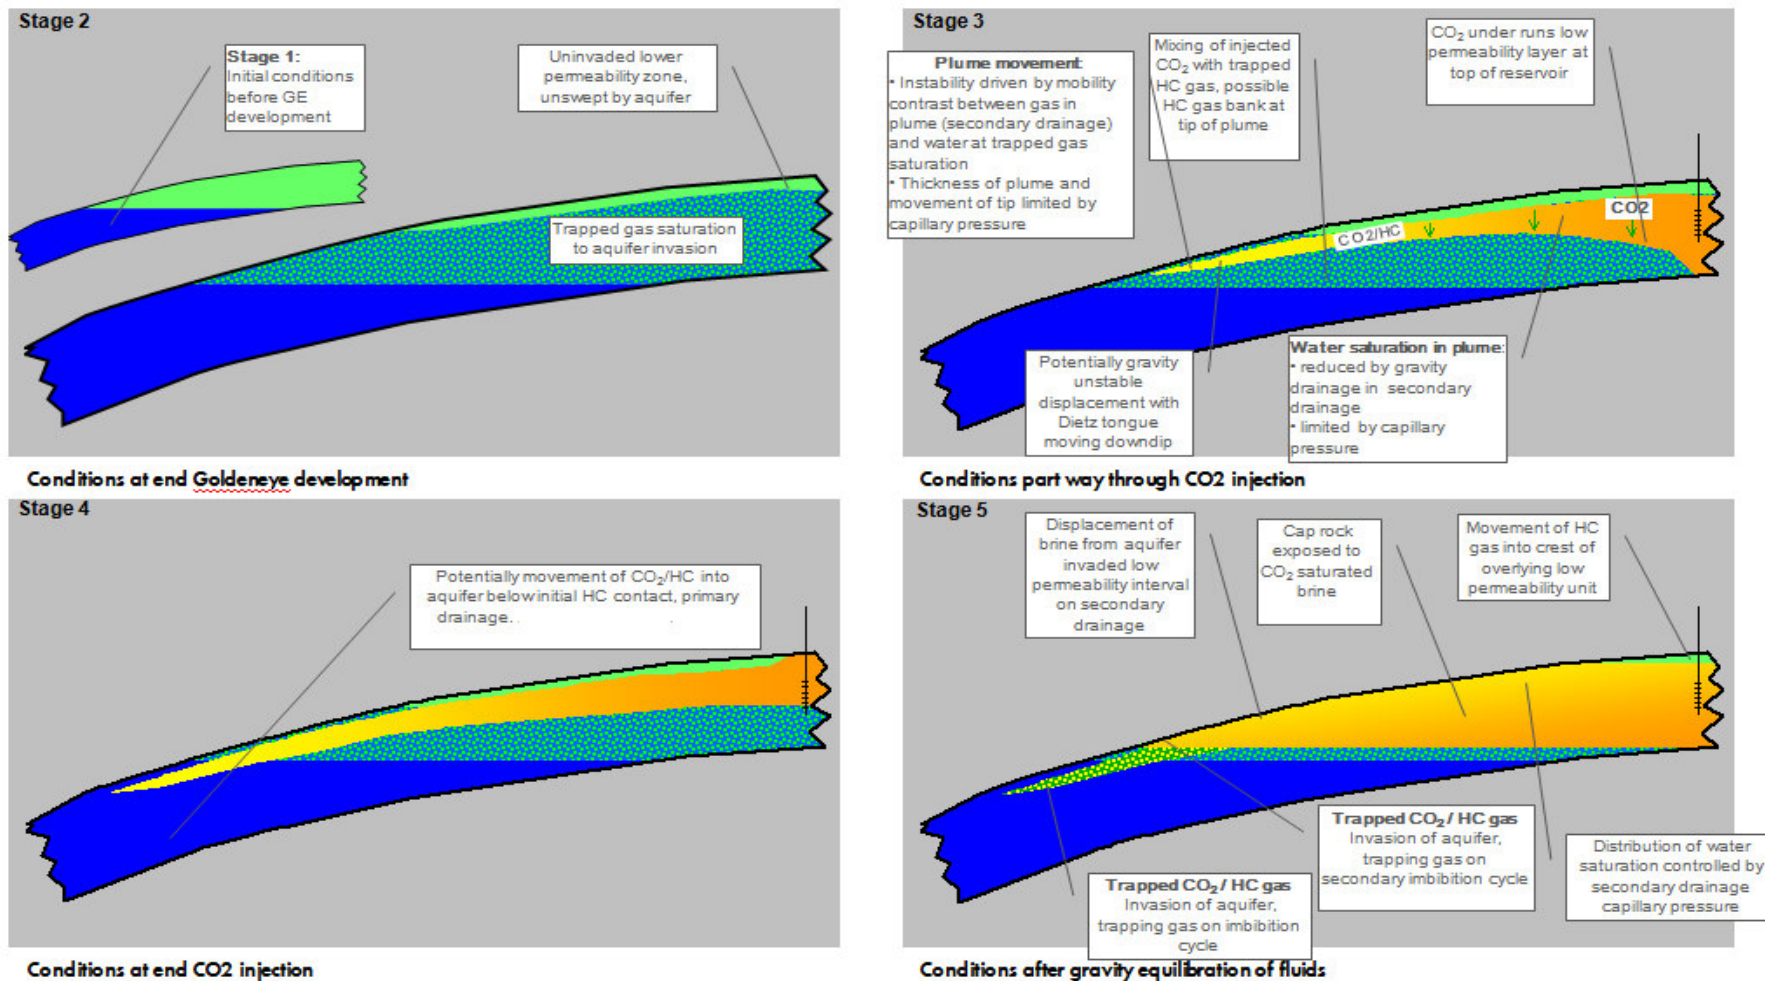 Stage 2
Stage 1:
Initial conditions
before GE
development
Uninvaded lower
permeability zone,
unswept by aquifer
Trapped gas saturation
to aquifer invasion
Conditions at end Goldeneye development
Stage 3
Plume movement:
• Instability driven by mobility
contrast between gas in
plume (secondary drainage)
and water at trapped gas
saturation
• Thickness of plume and
movement of tip limited by
capillary pressure
Mixing of injected
CO₂ with trapped
HC gas, possible
HC gas bank at
tip of plume
CO₂ under runs low
permeability layer at
top of reservoir
CO2
CO2/HC
Potentially gravity
unstable
displacement with
Dietz tongue
moving downdip
Water saturation in plume:
• reduced by gravity
drainage in secondary
drainage
• limited by capillary
pressure
Conditions part way through CO2 injection
Stage 4
Potentially movement of CO₂/HC into
aquifer below initial HC contact, primary
drainage.
Conditions at end CO2 injection
Stage 5
Displacement of
brine from aquifer
invaded low
permeability interval
on secondary
drainage
Cap rock
exposed to
CO₂ saturated
brine
Movement of HC
gas into crest of
overlying low
permeability unit
Trapped CO₂ / HC gas
Invasion of aquifer,
trapping gas on
secondary imbibition cycle
Trapped CO₂ / HC gas
Invasion of aquifer,
trapping gas on imbibition
cycle
Distribution of water
saturation controlled by
secondary drainage
capillary pressure
Conditions after gravity equilibration of fluids